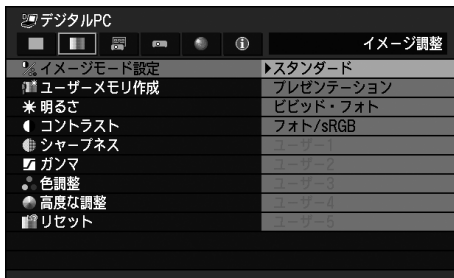 デジタルPC
イメージ調整
イメージモード設定
スタンダード
ユーザーメモリ作成
プレゼンテーション
明るさ
ビビッド・フォト
コントラスト
フォト/sRGB
シャープネス
ユーザー1
ガンマ
ユーザー2
色調整
ユーザー3
高度な調整
ユーザー4
リセット
ユーザー5